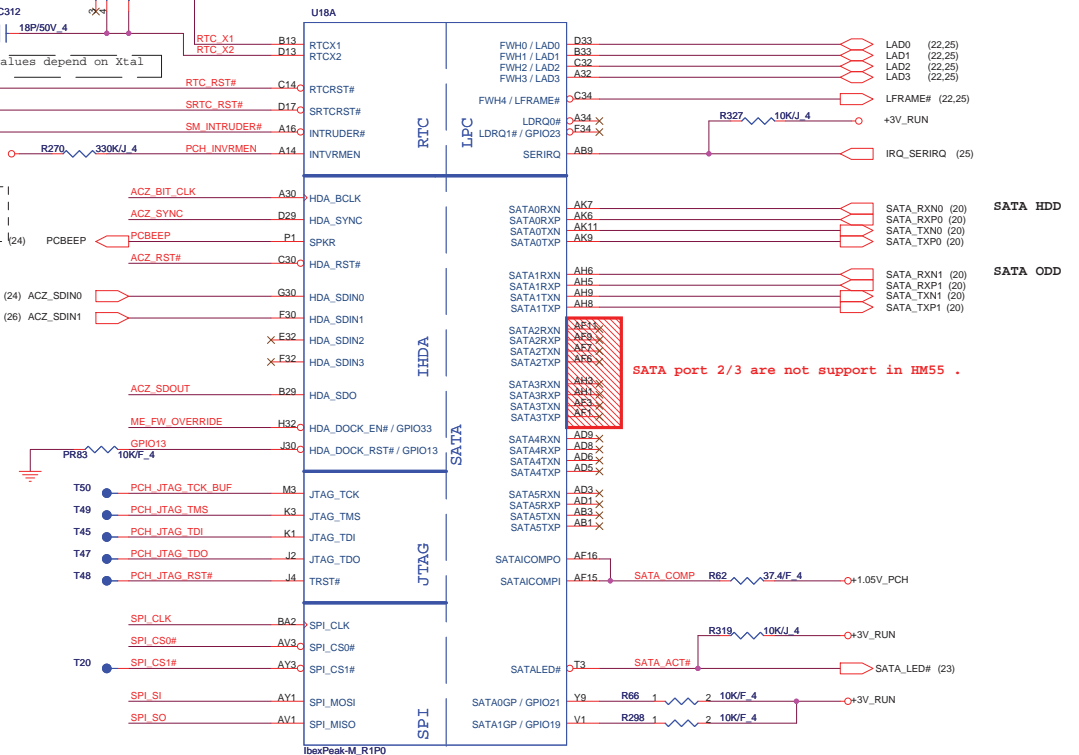 C312
18P/50V_4
3
4
alues depend on Xtal
U18A
RTC_X1 B13 RTCX1
RTC_X2 D13 RTCX2
RTC_RST# C14 RTCRST#
SRTC_RST# D17 SRTCRST#
SM_INTRUDER# A16 INTRUDER#
R270 330K/J_4 PCH_INVRMEN A14 INTVRMEN
RTC
LPC
FWH0 / LAD0 D33 LAD0 (22,25)
FWH1 / LAD1 B33 LAD1 (22,25)
FWH2 / LAD2 C32 LAD2 (22,25)
FWH3 / LAD3 A32 LAD3 (22,25)
FWH4 / LFRAME# C34 LFRAME# (22,25)
LDRQ0# A34
LDRQ1# / GPIO23 F34
R327 10K/J_4 +3V_RUN
SERIRQ AB9 IRQ_SERIRQ (25)
ACZ_BIT_CLK A30 HDA_BCLK
ACZ_SYNC D29 HDA_SYNC
(24) PCBEEP PCBEEP P1 SPKR
ACZ_RST# C30 HDA_RST#
(24) ACZ_SDIN0 G30 HDA_SDIN0
(26) ACZ_SDIN1 F30 HDA_SDIN1
E32 HDA_SDIN2
F32 HDA_SDIN3
ACZ_SDOUT B29 HDA_SDO
ME_FW_OVERRIDE H32 HDA_DOCK_EN# / GPIO33
PR83 10K/F_4 GPIO13 J30 HDA_DOCK_RST# / GPIO13
IHDA
SATA
SATA0RXN AK7 SATA_RXN0 (20) SATA HDD
SATA0RXP AK6 SATA_RXP0 (20)
SATA0TXN AK11 SATA_TXN0 (20)
SATA0TXP AK9 SATA_TXP0 (20)
SATA1RXN AH6 SATA_RXN1 (20) SATA ODD
SATA1RXP AH5 SATA_RXP1 (20)
SATA1TXN AH9 SATA_TXN1 (20)
SATA1TXP AH8 SATA_TXP1 (20)
SATA2RXN AF11
SATA2RXP AF9
SATA2TXN AF7
SATA2TXP AF6
SATA port 2/3 are not support in HM55 .
SATA3RXN AH3
SATA3RXP AH1
SATA3TXN AF3
SATA3TXP AF1
SATA4RXN AD9
SATA4RXP AD8
SATA4TXN AD6
SATA4TXP AD5
SATA5RXN AD3
SATA5RXP AD1
SATA5TXN AB3
SATA5TXP AB1
T50 PCH_JTAG_TCK_BUF M3 JTAG_TCK
T49 PCH_JTAG_TMS K3 JTAG_TMS
T45 PCH_JTAG_TDI K1 JTAG_TDI
T47 PCH_JTAG_TDO J2 JTAG_TDO
T48 PCH_JTAG_RST# J4 TRST#
JTAG
SATAICOMPO AF16
SATAICOMPI AF15 SATA_COMP R62 37.4/F_4 +1.05V_PCH
SPI_CLK BA2 SPI_CLK
SPI_CS0# AV3 SPI_CS0#
T20 SPI_CS1# AY3 SPI_CS1#
SPI_SI AY1 SPI_MOSI
SPI_SO AV1 SPI_MISO
SPI
R319 10K/J_4 +3V_RUN
SATALED# T3 SATA_ACT# SATA_LED# (23)
SATA0GP / GPIO21 Y9 R66 1 2 10K/F_4 +3V_RUN
SATA1GP / GPIO19 V1 R298 1 2 10K/F_4
IbexPeak-M_R1P0